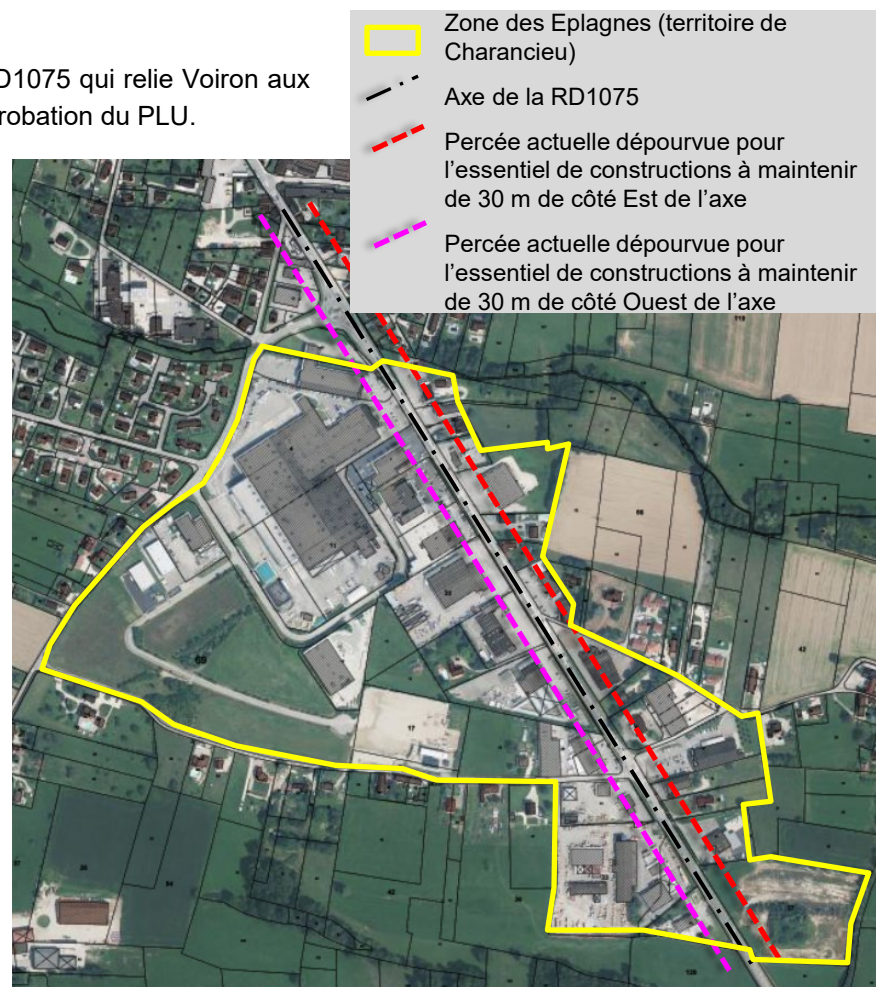 D1075 qui relie Voiron aux
robation du PLU.
Zone des Eplagnes (territoire de
Charancieu)
Axe de la RD1075
Percée actuelle dépourvue pour
l’essentiel de constructions à maintenir
de 30 m de côté Est de l’axe
Percée actuelle dépourvue pour
l’essentiel de constructions à maintenir
de 30 m de côté Ouest de l’axe
69
17